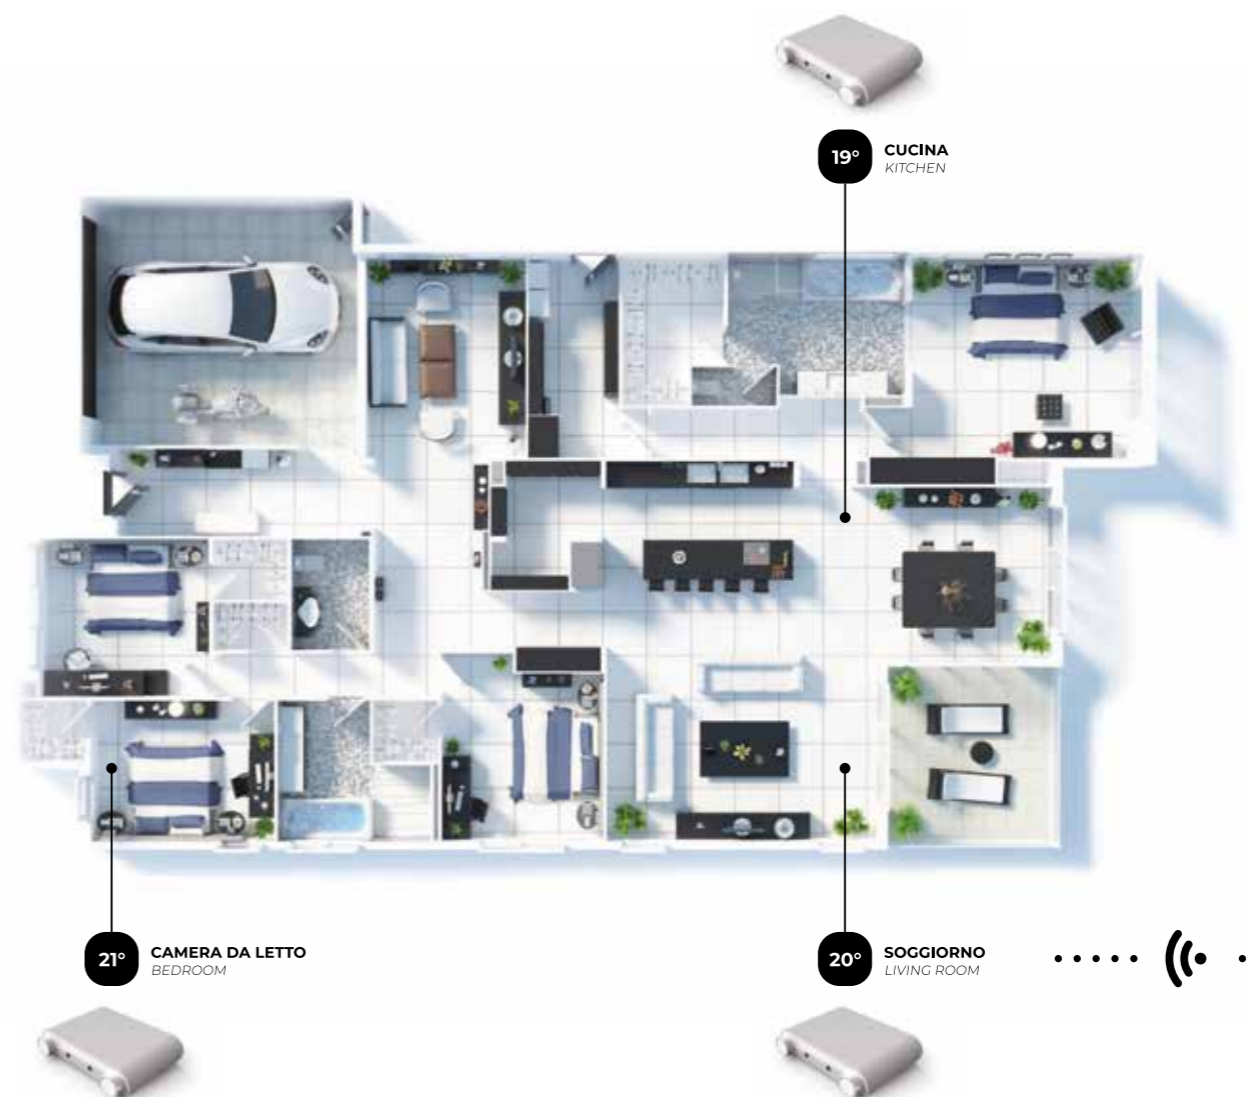 19°
CUCINA
KITCHEN
21°
CAMERA DA LETTO
BEDROOM
20°
SOGGIORNO
LIVING ROOM